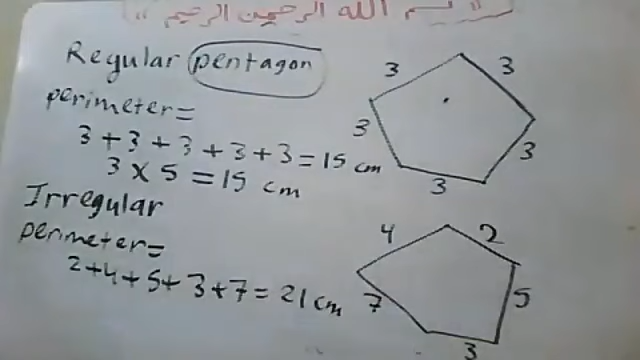 بسم الله الرحمن الرحيم
Regular pentagon
perimeter=
3 + 3 + 3 + 3 + 3 = 15 cm
3 x 5 = 15 cm
3
3
3
3
3
Irregular
perimeter=
2+4+5+3+7 = 21 cm
4
2
7
5
3